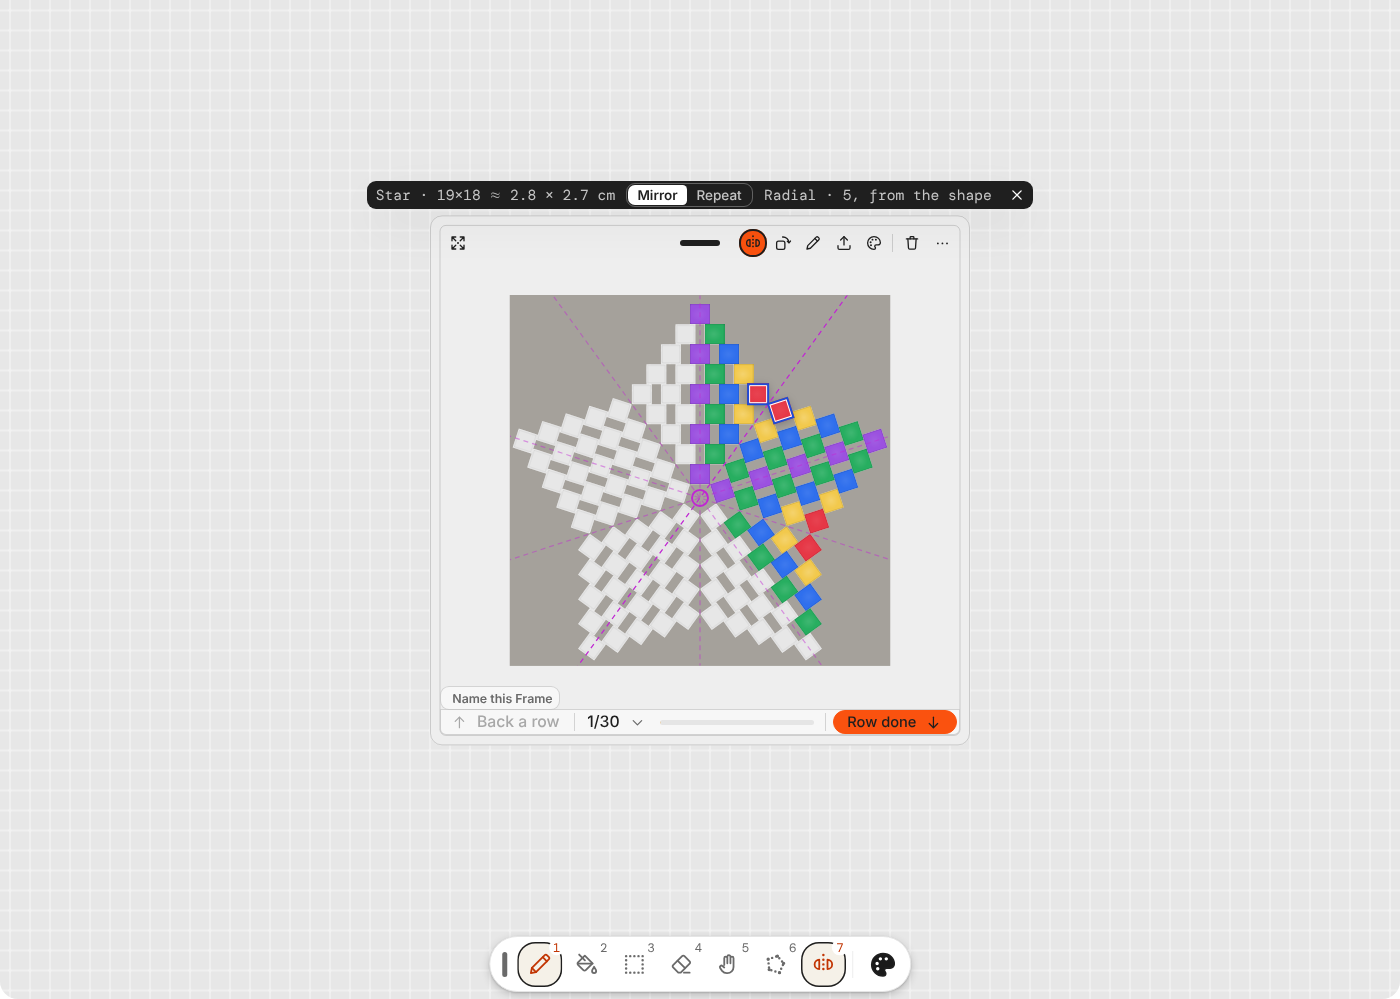 Star · 19×18 ≈ 2.8 × 2.7 cm Mirror Repeat Radial · 5, from the shape
Name this Frame
Back a row 1/30 Row done
1 2 3 4 5 6 7